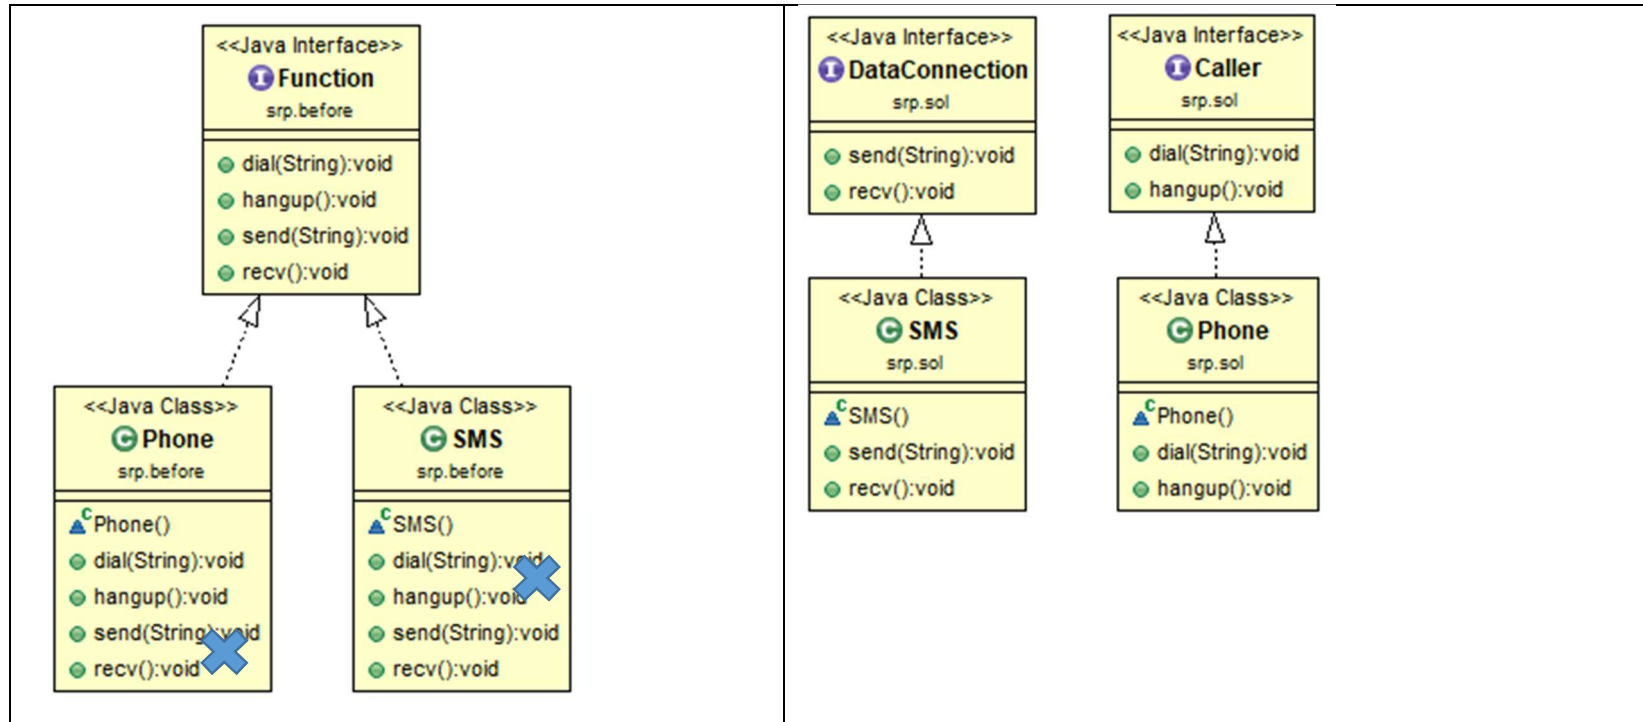 <<Java Interface>>
Function
srp.before
dial(String):void
hangup():void
send(String):void
recv():void
<<Java Class>>
Phone
srp.before
Phone()
dial(String):void
hangup():void
send(String):void
recv():void
<<Java Class>>
SMS
srp.before
SMS()
dial(String):void
hangup():void
send(String):void
recv():void
<<Java Interface>>
DataConnection
srp.sol
send(String):void
recv():void
<<Java Interface>>
Caller
srp.sol
dial(String):void
hangup():void
<<Java Class>>
SMS
srp.sol
SMS()
send(String):void
recv():void
<<Java Class>>
Phone
srp.sol
Phone()
dial(String):void
hangup():void